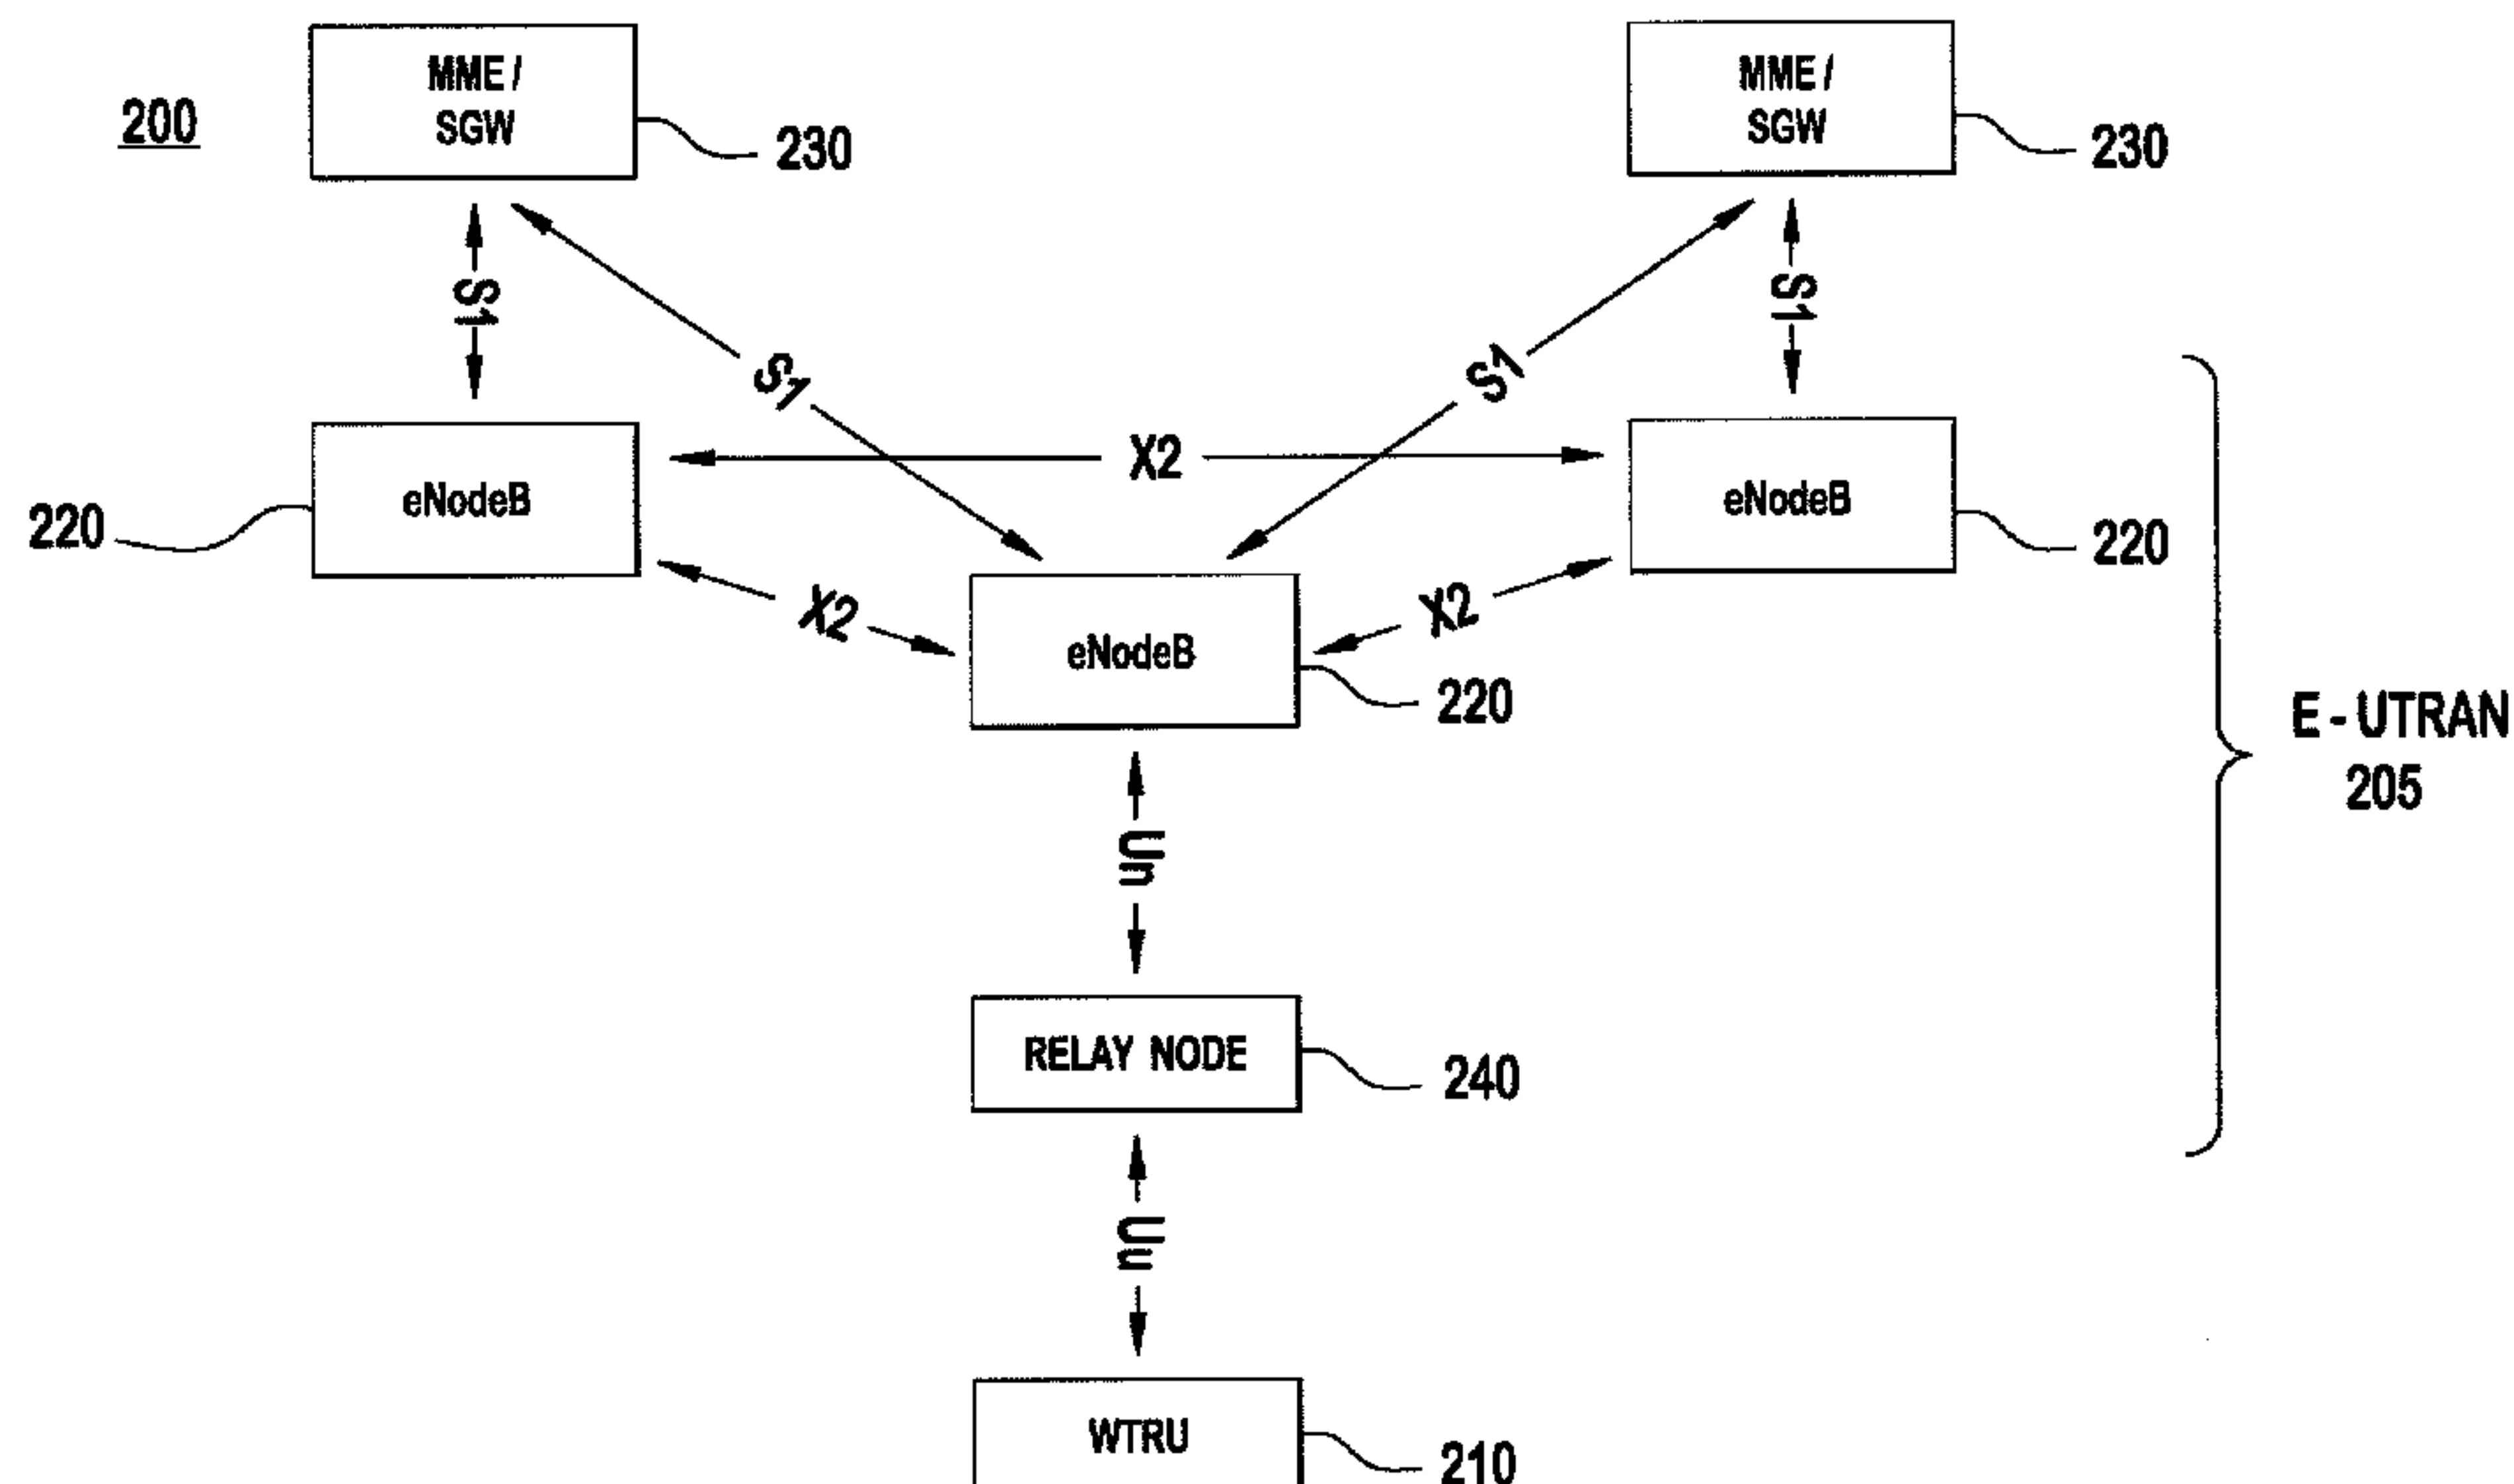 200
MME /
SGW
230
MME /
SGW
230
S1
S1
S1
S1
X2
eNodeB
220
eNodeB
220
X2
X2
eNodeB
220
E - UTRAN
205
Un
RELAY NODE
240
Uu
WTRU
210